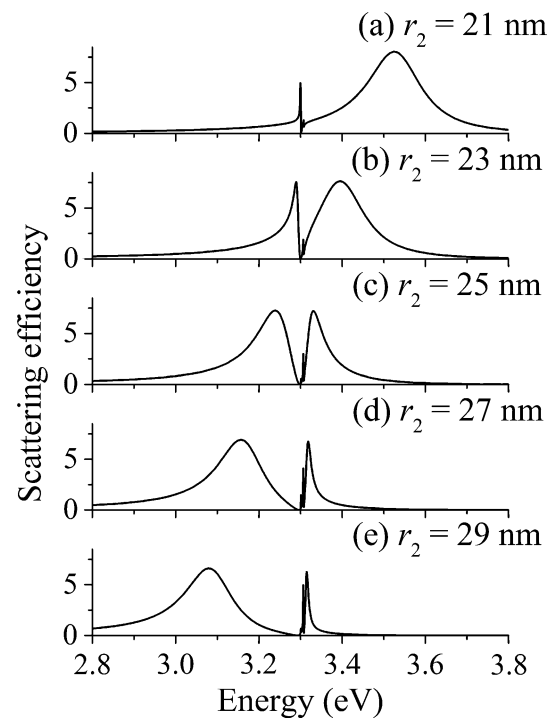 (a) r₂ = 21 nm
5
0
(b) r₂ = 23 nm
5
0
(c) r₂ = 25 nm
5
0
(d) r₂ = 27 nm
5
0
(e) r₂ = 29 nm
5
0
Scattering efficiency
2.8 3.0 3.2 3.4 3.6 3.8
Energy (eV)